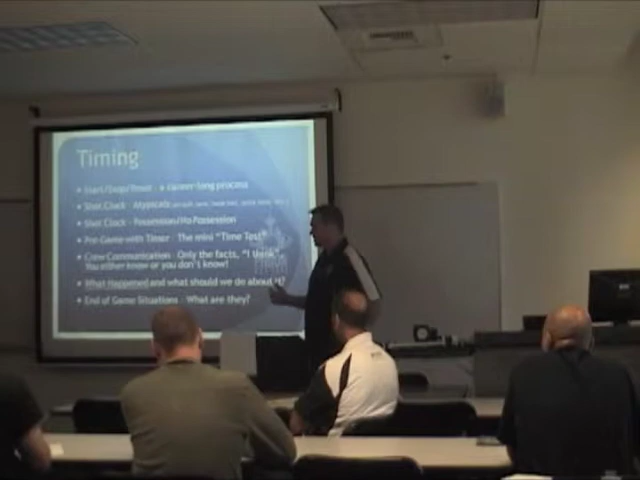 Timing
Start/Stop/Reset - a career-long process
Shot Clock - Atypicals
Shot Clock - Possession/No Possession
Pre Game with Timer - The mini "Time Test"
Crew Communication - Only the facts, "I think",
You either know or you don't know!
What Happened and what should we do about it?
End of Game Situations - What are they?